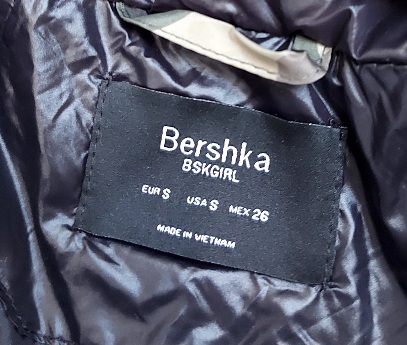 Bershka
BSKGIRL
EUR S USA S MEX 26
MADE IN VIETNAM